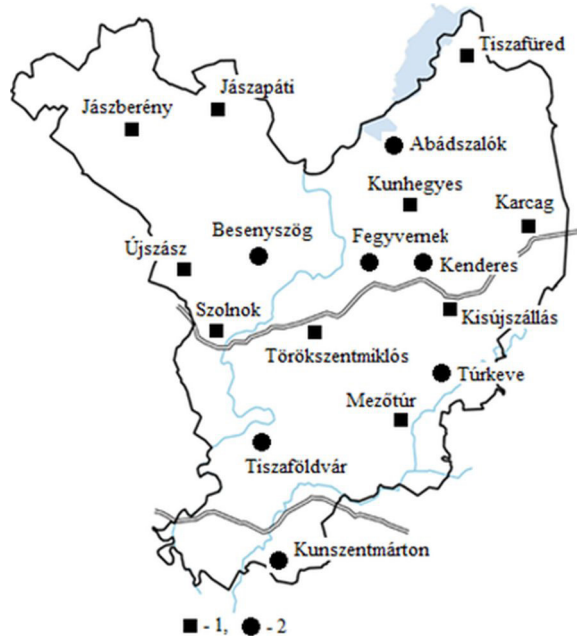 Tiszafüred
Jászapáti
Jászberény
Abádszalók
Kunhegyes
Karcag
Besenyszög
Fegyvernek
Újszász
Kenderes
Szolnok
Kisújszállás
Törökszentmiklós
Túrkeve
Mezőtúr
Tiszaföldvár
Kunszentmárton
- 1, - 2